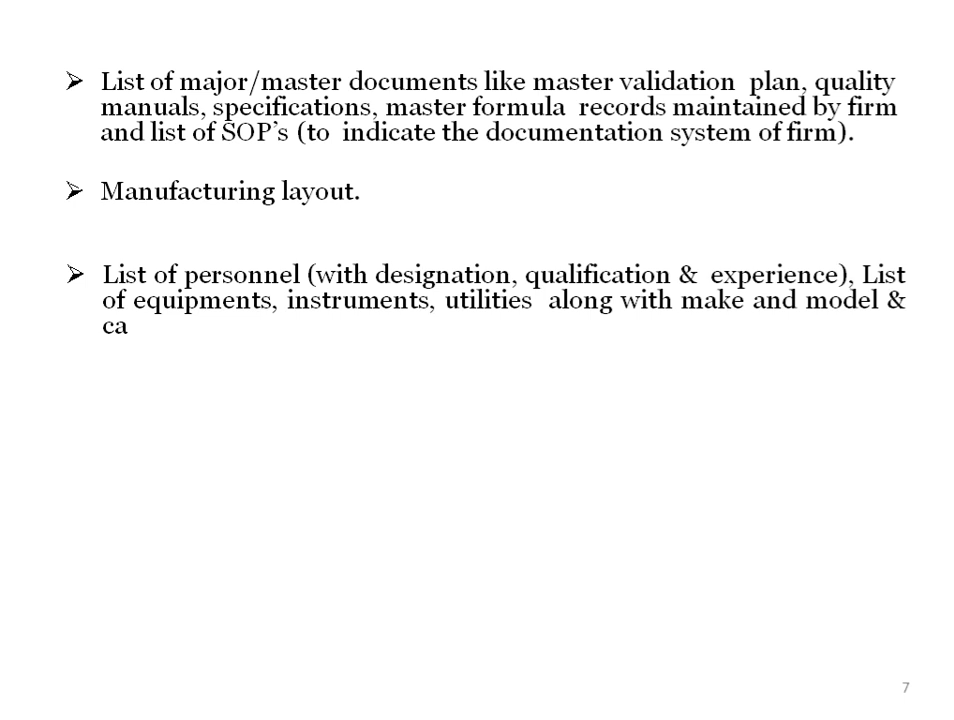 ➢ List of major/master documents like master validation plan, quality
manuals, specifications, master formula records maintained by firm
and list of SOP's (to indicate the documentation system of firm).
➢ Manufacturing layout.
➢ List of personnel (with designation, qualification & experience), List
of equipments, instruments, utilities along with make and model &
ca
7